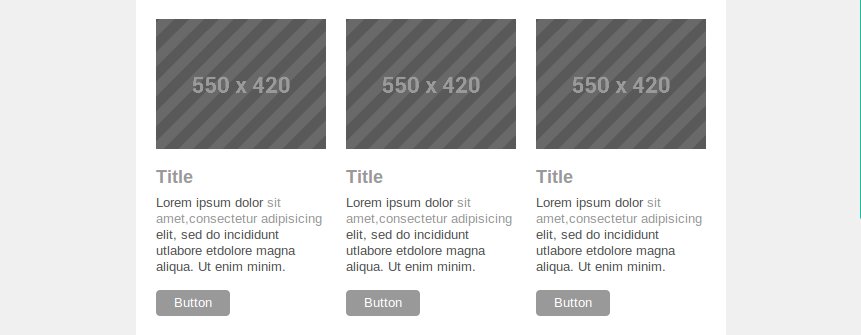 550 x 420
550 x 420
550 x 420
Title
Lorem ipsum dolor sit
amet,consectetur adipisicing
elit, sed do incididunt
utlabore etdolore magna
aliqua. Ut enim minim.
Button
Title
Lorem ipsum dolor sit
amet,consectetur adipisicing
elit, sed do incididunt
utlabore etdolore magna
aliqua. Ut enim minim.
Button
Title
Lorem ipsum dolor sit
amet,consectetur adipisicing
elit, sed do incididunt
utlabore etdolore magna
aliqua. Ut enim minim.
Button